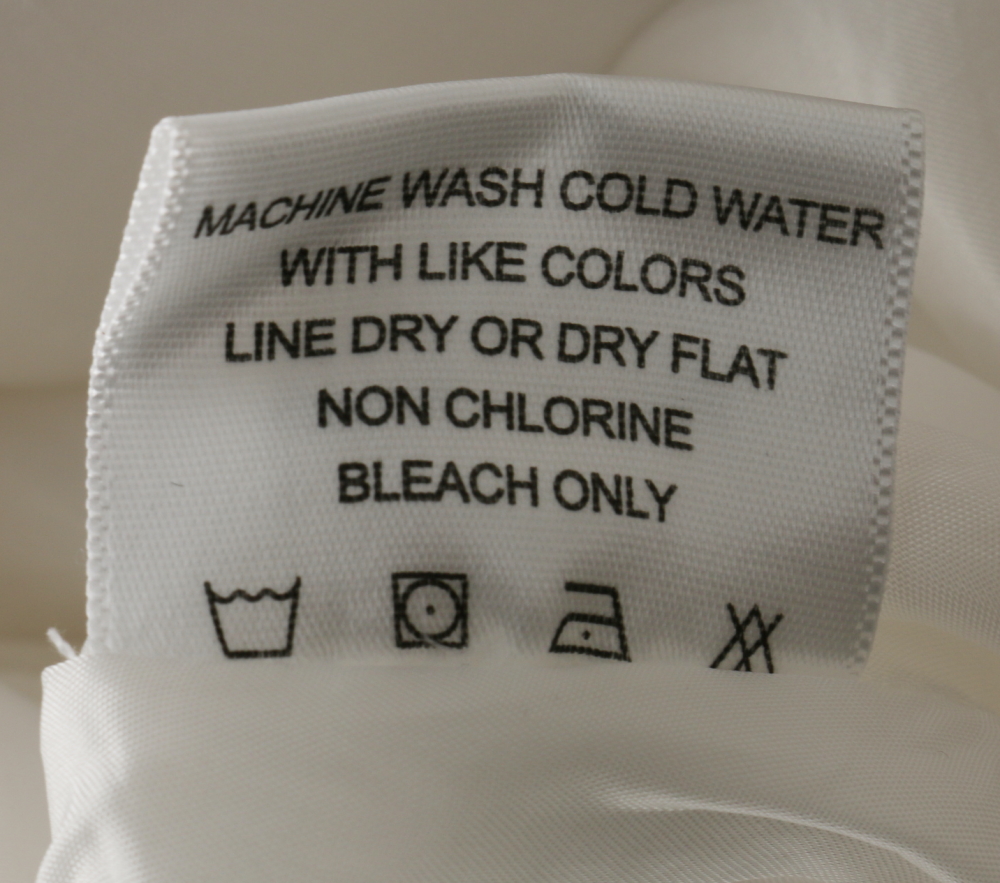 MACHINE WASH COLD WATER
WITH LIKE COLORS
LINE DRY OR DRY FLAT
NON CHLORINE
BLEACH ONLY